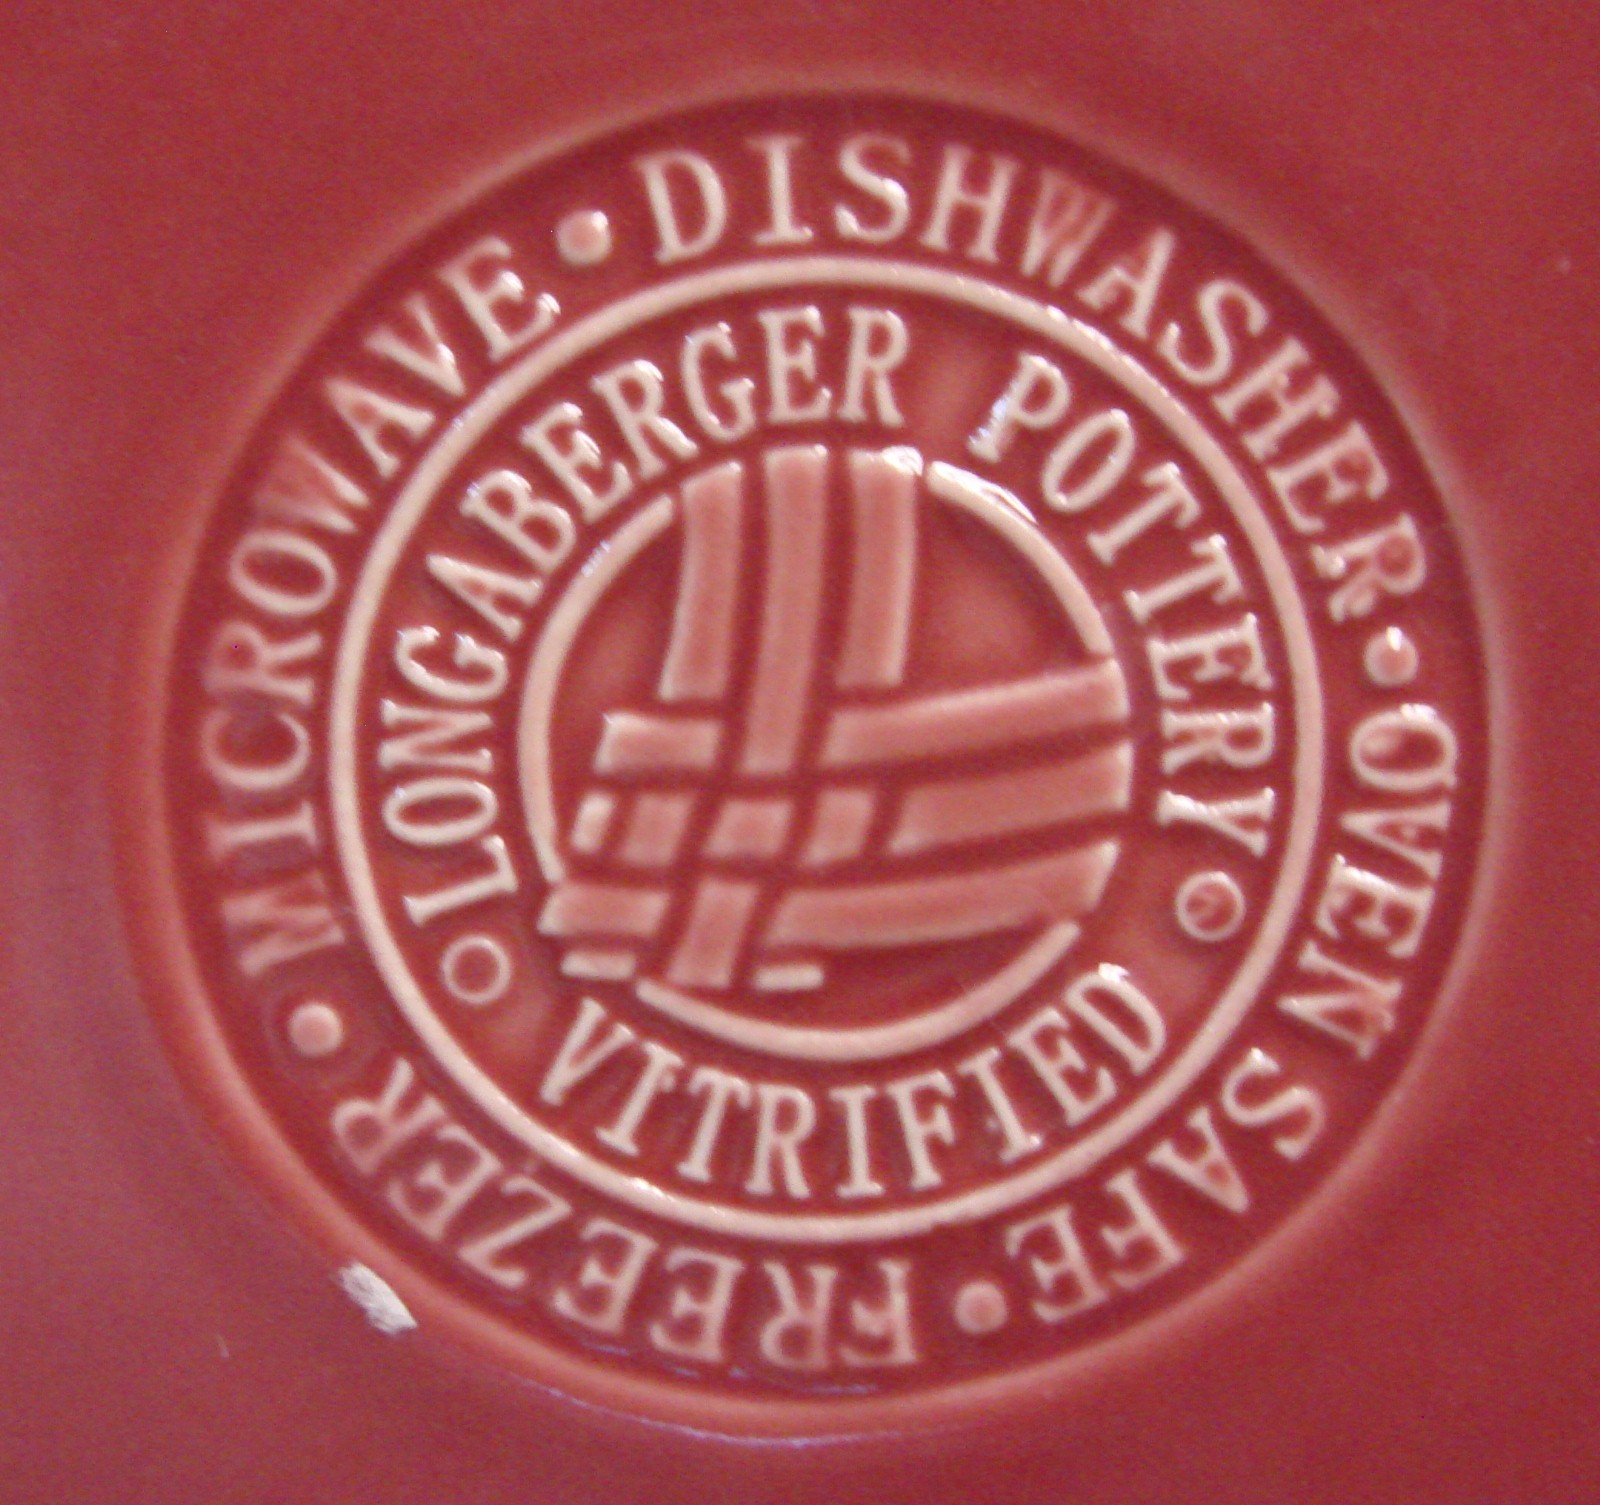 MICROWAVE • DISHWASHER • OVEN SAFE • FREEZER •
LONGABERGER POTTERY
VITRIFIED